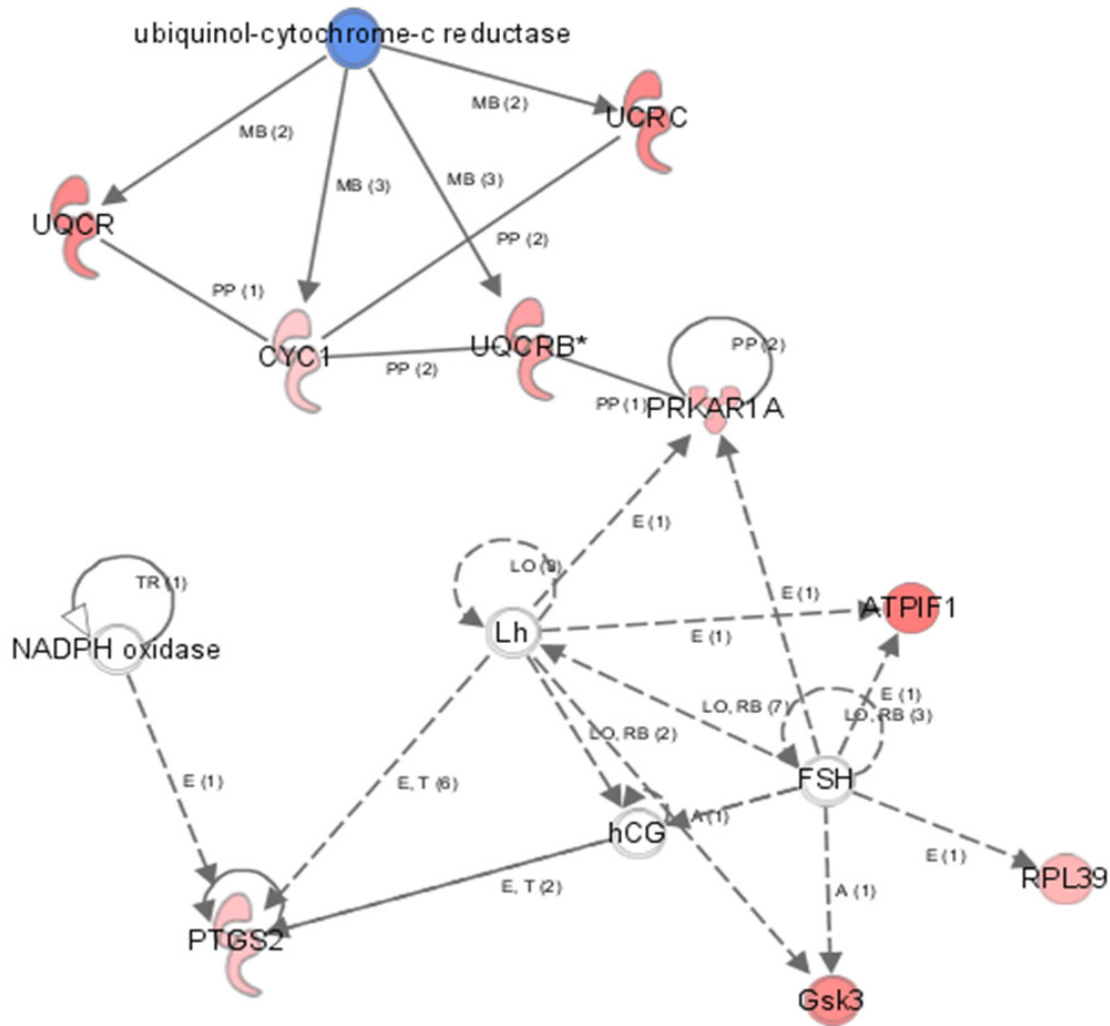 ubiquinol-cytochrome-c reductase
MB (2)
UCRC
MB (2)
MB (3)
MB (3)
UQCR
PP (2)
PP (1)
CYC1
UQCRB*
PP (2)
PP (2)
PP (1)
PRKAR1A
E (1)
LO (3)
TR (1)
E (1)
ATPIF1
Lh
E (1)
NADPH oxidase
E (1)
LO, RB (7)
LO, RB (3)
LO, RB (2)
FSH
E (1)
E, T (6)
A (1)
hCG
E (1)
RPL39
E, T (2)
A (1)
PTGS2
Gsk3